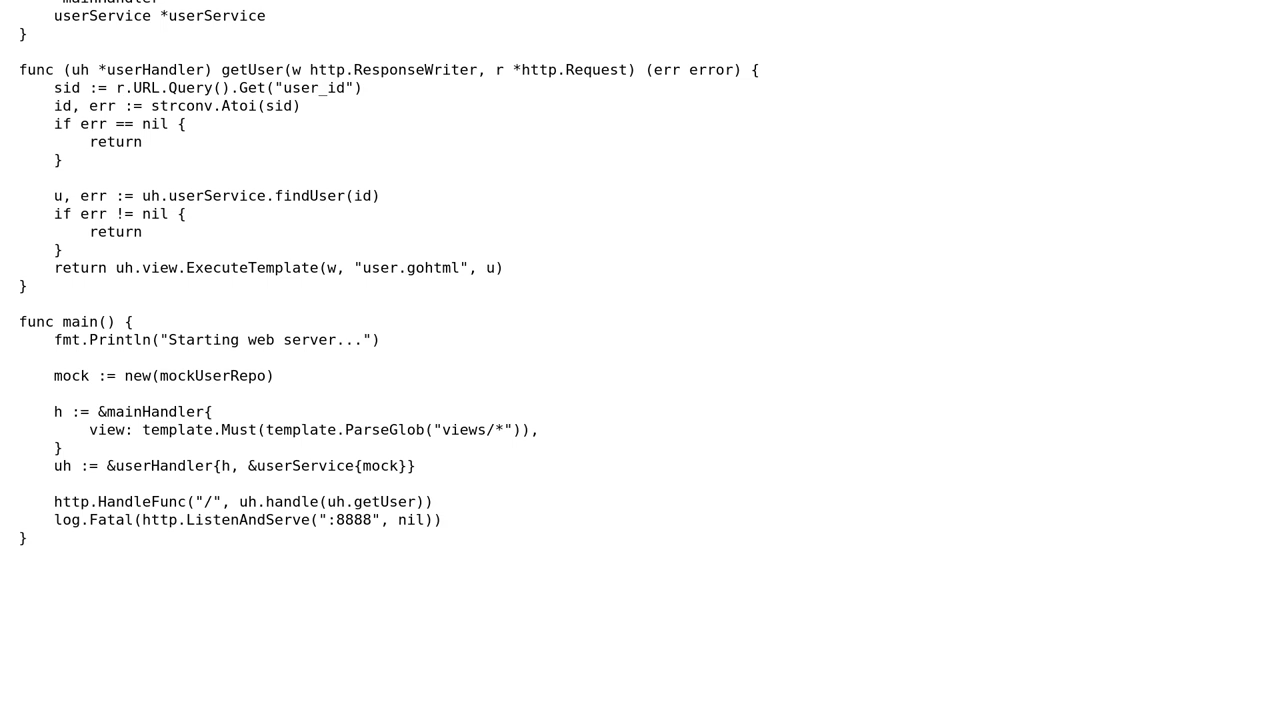 mainHandler
    userService *userService
}

func (uh *userHandler) getUser(w http.ResponseWriter, r *http.Request) (err error) {
    sid := r.URL.Query().Get("user_id")
    id, err := strconv.Atoi(sid)
    if err == nil {
        return
    }

    u, err := uh.userService.findUser(id)
    if err != nil {
        return
    }
    return uh.view.ExecuteTemplate(w, "user.gohtml", u)
}

func main() {
    fmt.Println("Starting web server...")

    mock := new(mockUserRepo)

    h := &mainHandler{
        view: template.Must(template.ParseGlob("views/*")),
    }
    uh := &userHandler{h, &userService{mock}}

    http.HandleFunc("/", uh.handle(uh.getUser))
    log.Fatal(http.ListenAndServe(":8888", nil))
}